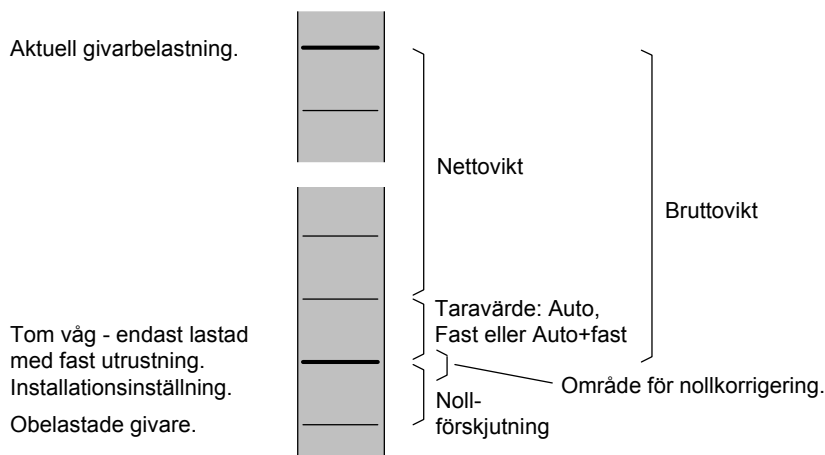 Aktuell givarbelastning.
Nettovikt
Bruttovikt
Taravärde: Auto,
Fast eller Auto+fast
Tom våg - endast lastad
med fast utrustning.
Installationsinställning.
Område för nollkorrigering.
Noll-
förskjutning
Obelastade givare.